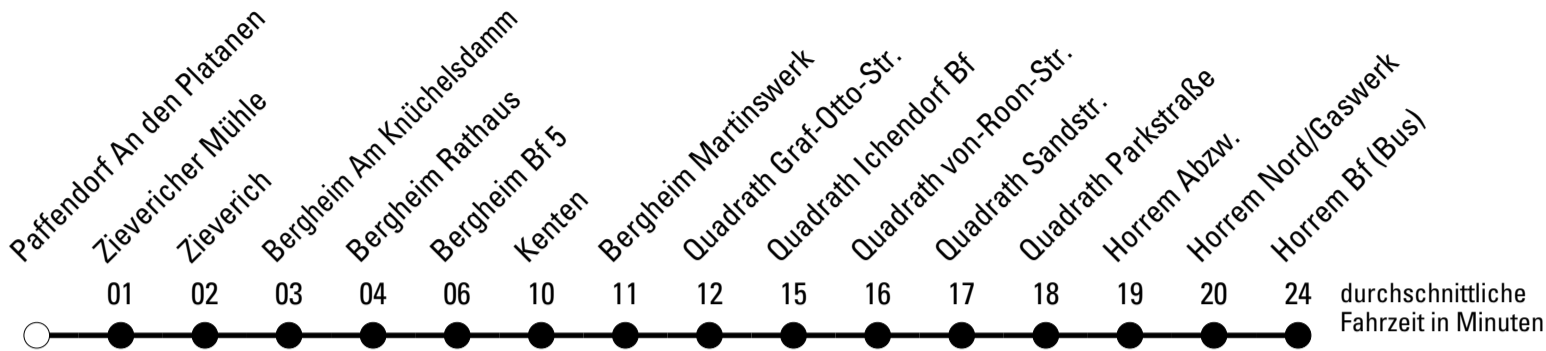 Paffendorf An den Platanen
Zievericher Mühle
Zieverich
Bergheim Am Knüchelsdamm
Bergheim Rathaus
Bergheim Bf 5
Kenten
Bergheim Martinswerk
Quadrath Graf-Otto-Str.
Quadrath Ichendorf Bf
Quadrath von-Roon-Str.
Quadrath Sandstr.
Quadrath Parkstraße
Horrem Abzw.
Horrem Nord/Gaswerk
Horrem Bf (Bus)
01 02 03 04 06 10 11 12 15 16 17 18 19 20 24
durchschnittliche
Fahrzeit in Minuten